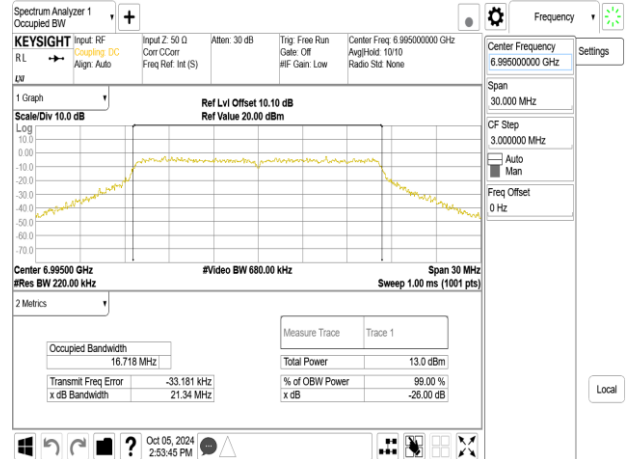 Spectrum Analyzer 1
Occupied BW
Frequency
KEYSIGHT
RL
Input: RF
Coupling: DC
Align: Auto
Input Z: 50 Ω
Corr CCorr
Freq Ref: Int (S)
Atten: 30 dB
Trig: Free Run
Gate: Off
#IF Gain: Low
Center Freq: 6.995000000 GHz
Avg|Hold: 10/10
Radio Std: None
LXI
Center Frequency
6.995000000 GHz
Settings
Span
30.000 MHz
CF Step
3.000000 MHz
Auto
Man
Freq Offset
0 Hz
Local
1 Graph
Scale/Div 10.0 dB
Ref Lvl Offset 10.10 dB
Ref Value 20.00 dBm
Log
10.0
0.00
-10.0
-20.0
-30.0
-40.0
-50.0
-60.0
-70.0
Center 6.99500 GHz
#Res BW 220.00 kHz
#Video BW 680.00 kHz
Span 30 MHz
Sweep 1.00 ms (1001 pts)
2 Metrics
Measure Trace Trace 1
Occupied Bandwidth
16.718 MHz
Total Power 13.0 dBm
Transmit Freq Error -33.181 kHz
% of OBW Power 99.00 %
x dB Bandwidth 21.34 MHz
x dB -26.00 dB
?
Oct 05, 2024
2:53:45 PM